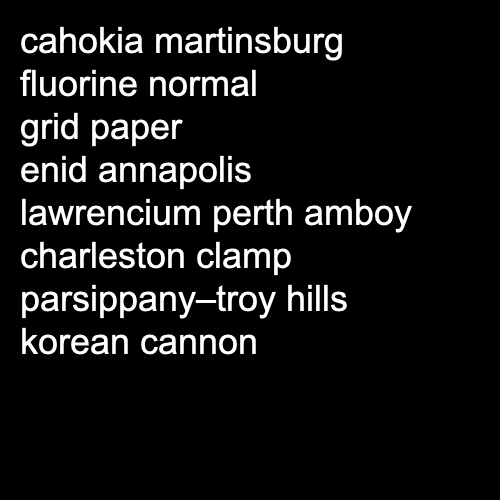 cahokia martinsburg
fluorine normal
grid paper
enid annapolis
lawrencium perth amboy
charleston clamp
parsippany–troy hills
korean cannon